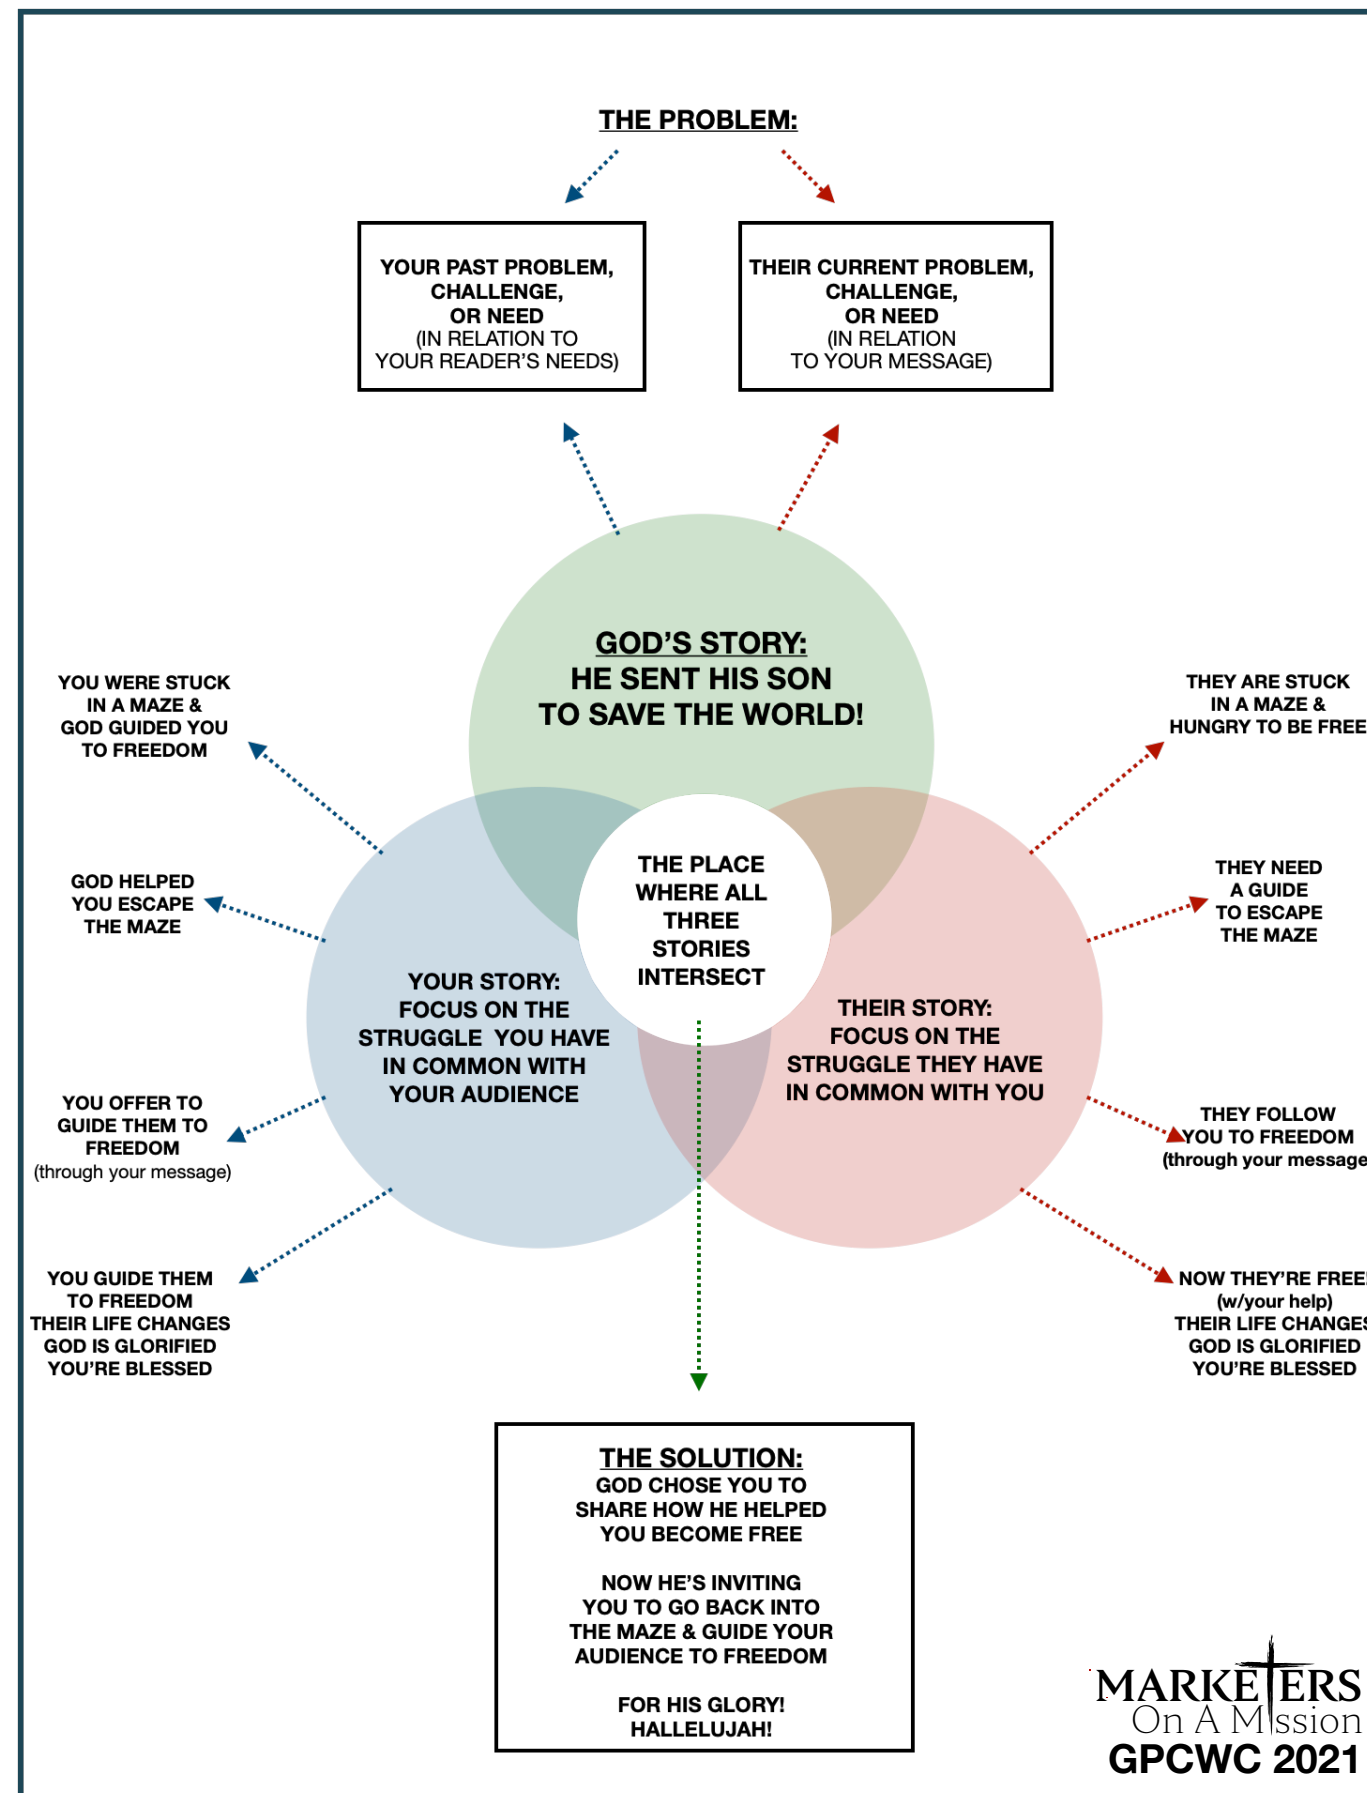 THE PROBLEM:
YOUR PAST PROBLEM,
CHALLENGE,
OR NEED
(IN RELATION TO
YOUR READER'S NEEDS)
THEIR CURRENT PROBLEM,
CHALLENGE,
OR NEED
(IN RELATION
TO YOUR MESSAGE)
GOD'S STORY:
HE SENT HIS SON
TO SAVE THE WORLD!
YOU WERE STUCK
IN A MAZE &
GOD GUIDED YOU
TO FREEDOM
THEY ARE STUCK
IN A MAZE &
HUNGRY TO BE FREE
THE PLACE
WHERE ALL
THREE
STORIES
INTERSECT
GOD HELPED
YOU ESCAPE
THE MAZE
THEY NEED
A GUIDE
TO ESCAPE
THE MAZE
YOUR STORY:
FOCUS ON THE
STRUGGLE YOU HAVE
IN COMMON WITH
YOUR AUDIENCE
THEIR STORY:
FOCUS ON THE
STRUGGLE THEY HAVE
IN COMMON WITH YOU
YOU OFFER TO
GUIDE THEM TO
FREEDOM
(through your message)
THEY FOLLOW
YOU TO FREEDOM
(through your message
YOU GUIDE THEM
TO FREEDOM
THEIR LIFE CHANGES
GOD IS GLORIFIED
YOU'RE BLESSED
NOW THEY'RE FREE!
(w/your help)
THEIR LIFE CHANGES
GOD IS GLORIFIED
YOU'RE BLESSED
THE SOLUTION:
GOD CHOSE YOU TO
SHARE HOW HE HELPED
YOU BECOME FREE
NOW HE'S INVITING
YOU TO GO BACK INTO
THE MAZE & GUIDE YOUR
AUDIENCE TO FREEDOM
FOR HIS GLORY!
HALLELUJAH!
MARKETERS
On A Mission
GPCWC 2021